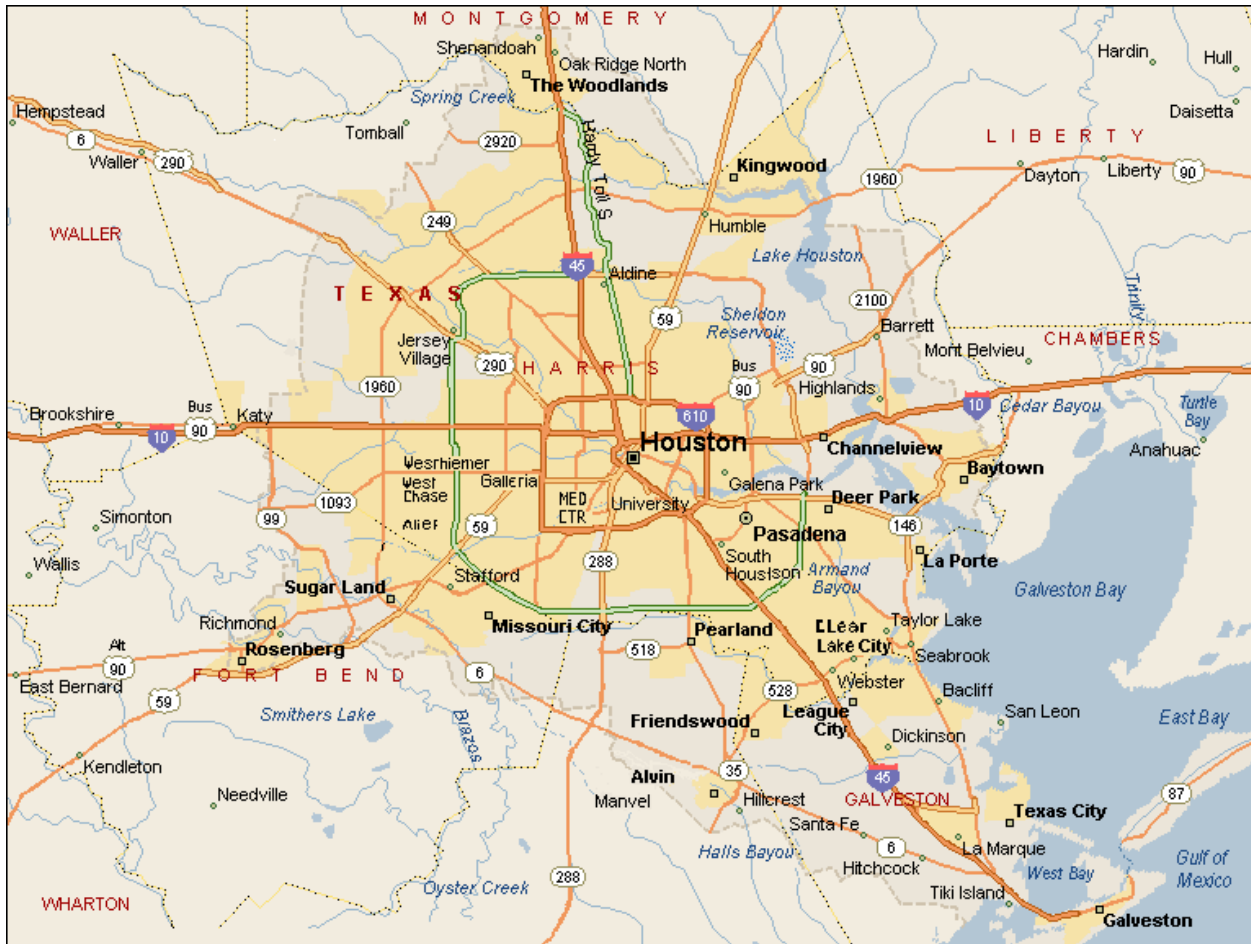 MONTGOMERY
Shenandoah
Oak Ridge North
The Woodlands
Hardin
Hull
Daisetta
Spring Creek
Hempstead
6
Waller
290
Tomball
2920
Hardy Toll S
LIBERTY
Kingwood
1960
Dayton
Liberty
90
WALLER
249
Humble
Lake Houston
45
Aldine
TEXAS
59
Sheldon
Reservoir
2100
Trinity
Barrett
CHAMBERS
Mont Belvieu
Jersey
Village
290
HARRIS
1960
Bus
90
90
Highlands
10
Cedar Bayou
Turtle
Bay
Anahuac
Brookshire
Bus
90
Katy
10
610
Houston
Channelview
Baytown
Galleria
West
Galena Park
Deer Park
University
MED
CTR
1093
99
59
146
Simonton
Pasadena
Wallis
288
South
Houston
Armand
Bayou
La Porte
Galveston Bay
Sugar Land
Stafford
Missouri City
Richmond
Rosenberg
Pearland
Lake City
Taylor Lake
Seabrook
Alt
90
518
6
528
Webster
East Bernard
FORT BEND
59
Smithers Lake
Brazos
League
City
Bacliff
San Leon
East Bay
Friendswood
Dickinson
Kendleton
Needville
35
Alvin
Manvel
Hillcrest
45
GALVESTON
87
Texas City
Santa Fe
6
La Marque
Halls Bayou
Hitchcock
West Bay
Gulf of
Mexico
WHARTON
Oyster Creek
288
Tiki Island
Galveston